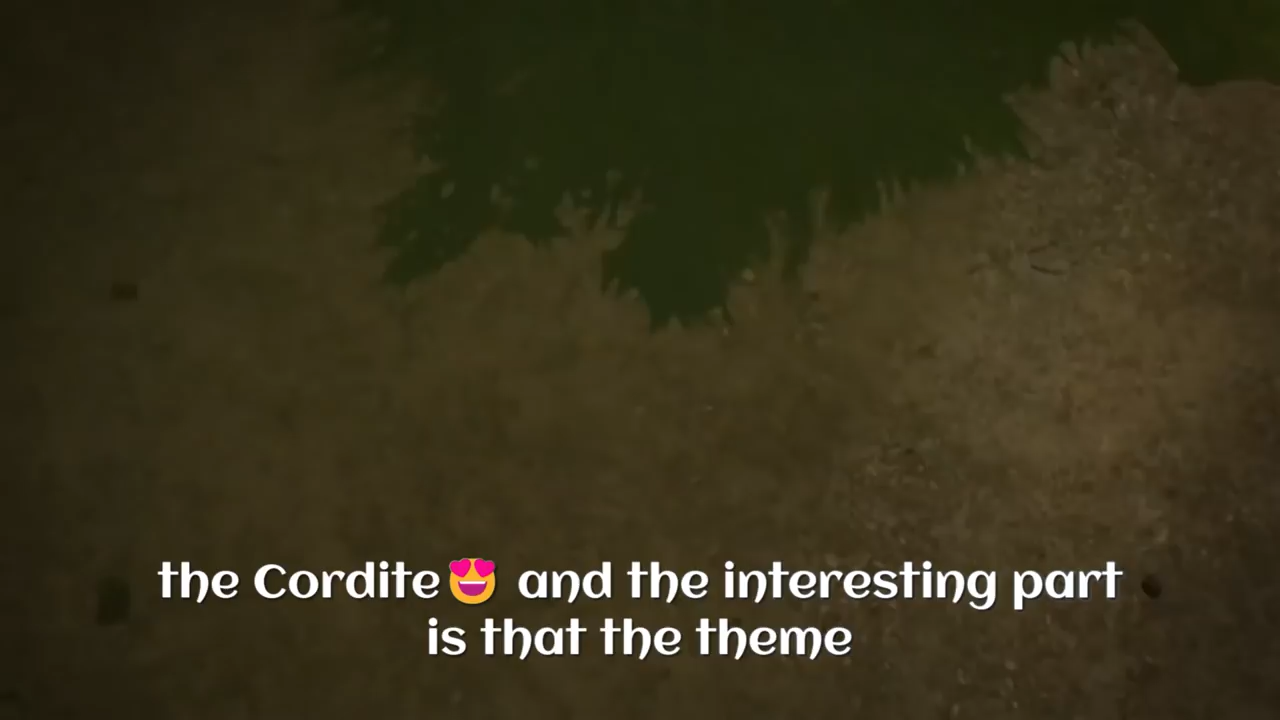 the Cordite😍 and the interesting part
is that the theme